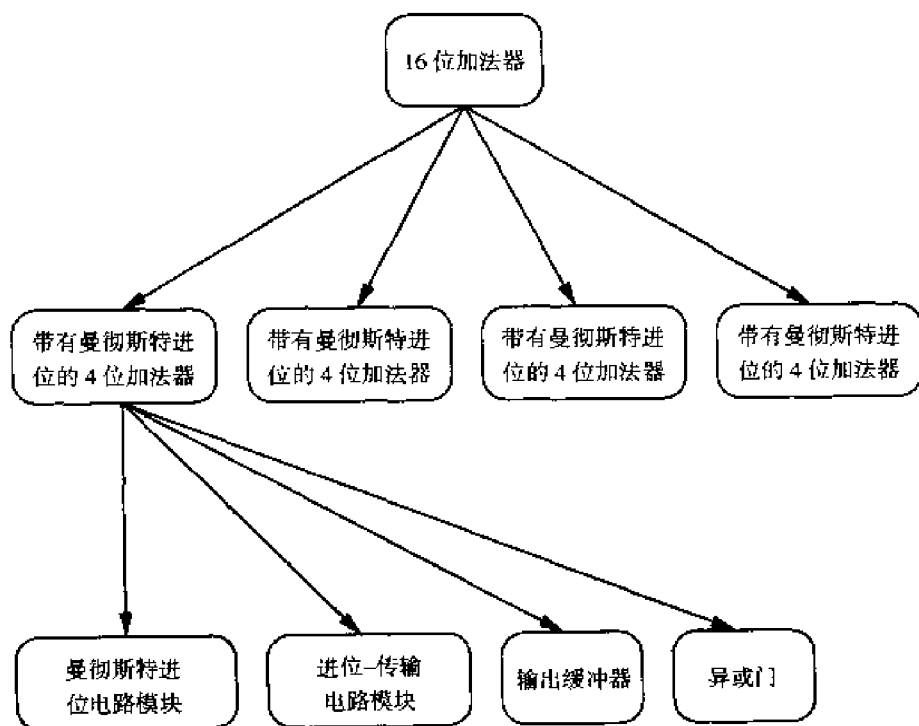 16 位加法器
带有曼彻斯特进
位的 4 位加法器
带有曼彻斯特进
位的 4 位加法器
带有曼彻斯特进
位的 4 位加法器
带有曼彻斯特进
位的 4 位加法器
曼彻斯特进
位电路模块
进位–传输
电路模块
输出缓冲器
异或门